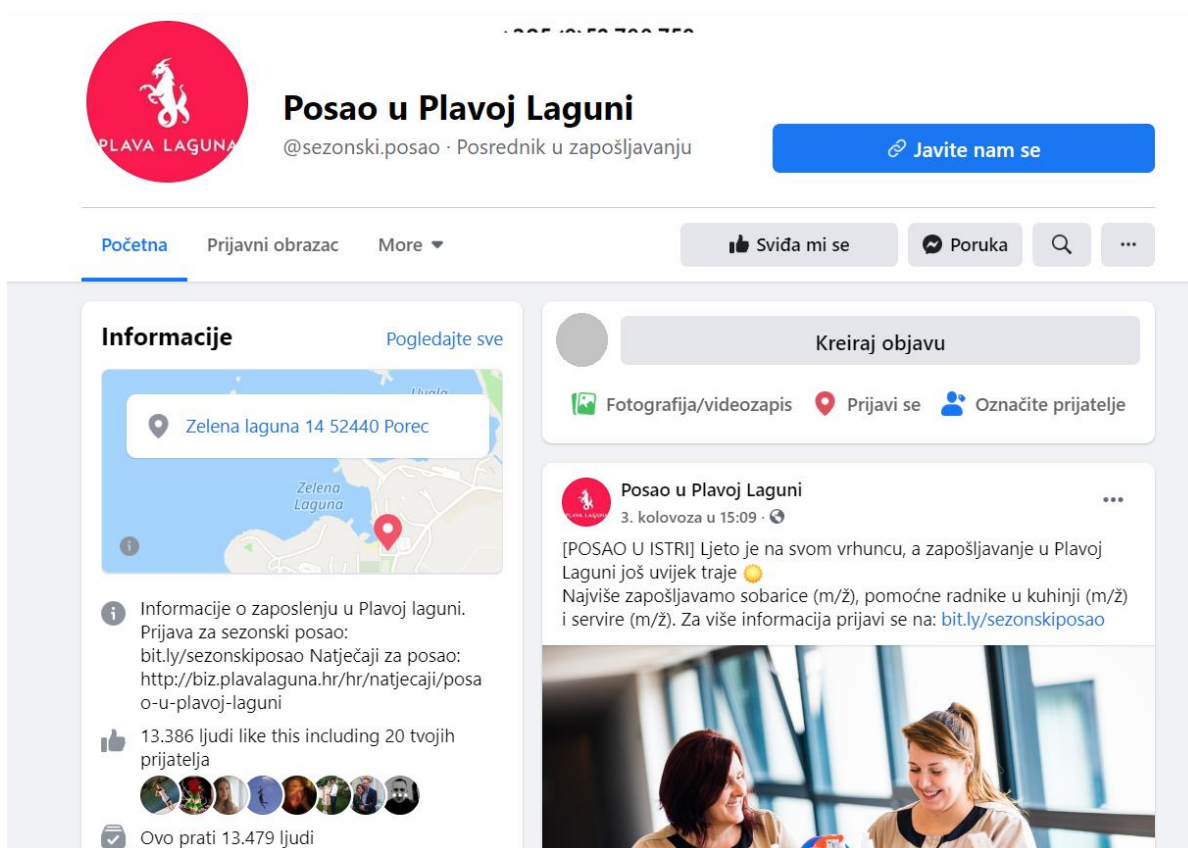 PLAVA LAGUNA
Posao u Plavoj Laguni
@sezonski.posao · Posrednik u zapošljavanju
Javite nam se
Početna Prijavni obrazac More
Sviđa mi se Poruka ...
Informacije Pogledajte sve
Zelena laguna 14 52440 Porec
Zelena
Laguna
Informacije o zaposlenju u Plavoj laguni.
Prijava za sezonski posao:
bit.ly/sezonskiposao Natječaji za posao:
http://biz.plavalaguna.hr/hr/natjecaji/posa
o-u-plavoj-laguni
13.386 ljudi like this including 20 tvojih
prijatelja
Ovo prati 13.479 ljudi
Kreiraj objavu
Fotografija/videozapis Prijavi se Označite prijatelje
Posao u Plavoj Laguni
3. kolovoza u 15:09 ·
[POSAO U ISTRI] Ljeto je na svom vrhuncu, a zapošljavanje u Plavoj
Laguni još uvijek traje
Najviše zapošljavamo sobarice (m/ž), pomoćne radnike u kuhinji (m/ž)
i servire (m/ž). Za više informacija prijavi se na: bit.ly/sezonskiposao